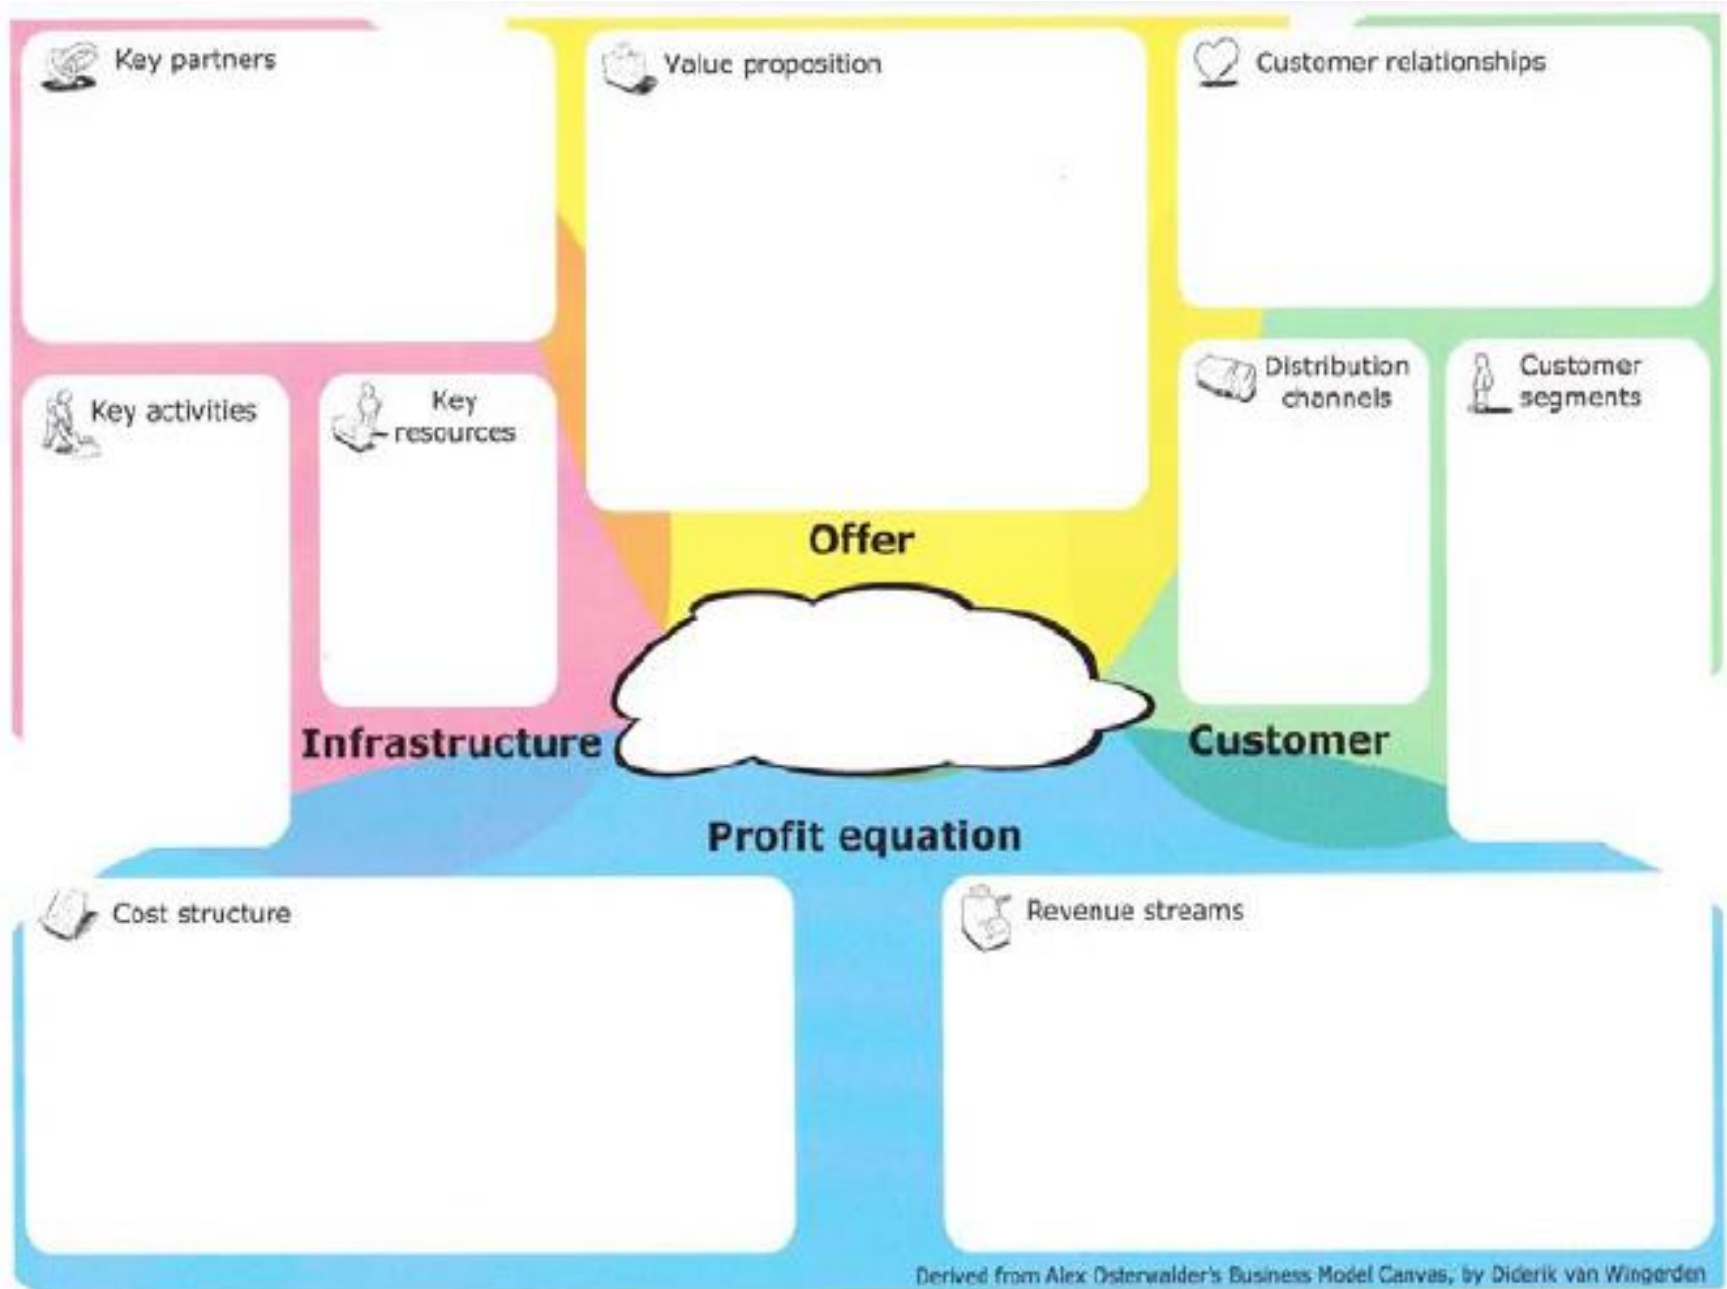 Key partners
Value proposition
Customer relationships
Key activities
Key
resources
Distribution
channels
Customer
segments
Offer
Infrastructure
Customer
Profit equation
Cost structure
Revenue streams
Derived from Alex Osterwalder's Business Model Canvas, by Diderik van Wingerden